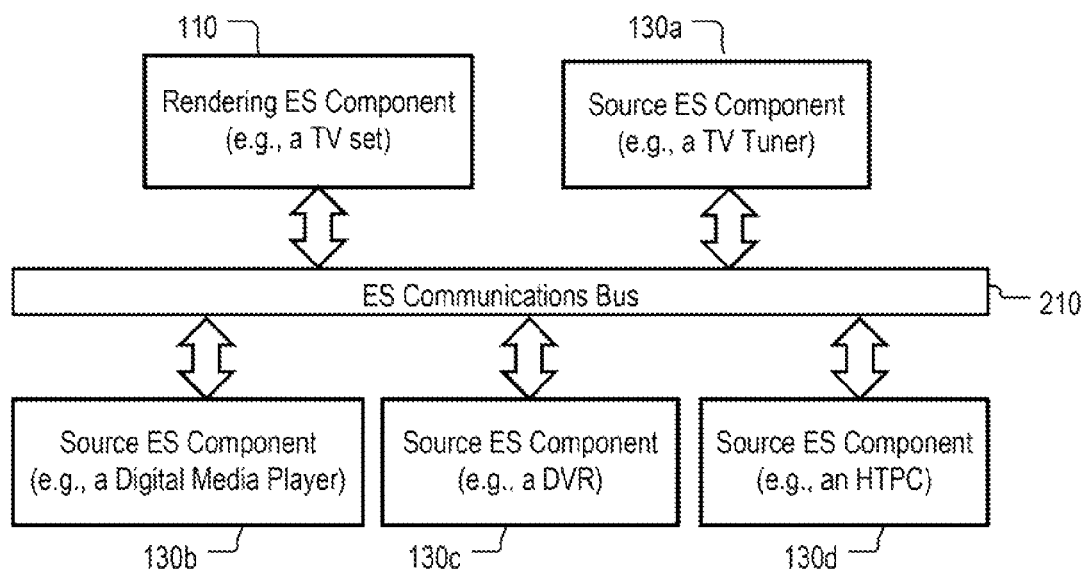 110
130a
Rendering ES Component
(e.g., a TV set)
Source ES Component
(e.g., a TV Tuner)
ES Communications Bus
210
Source ES Component
(e.g., a Digital Media Player)
Source ES Component
(e.g., a DVR)
Source ES Component
(e.g., an HTPC)
130b
130c
130d